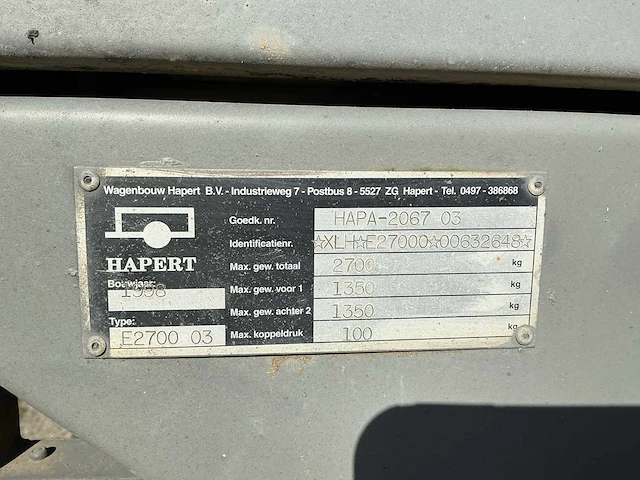 Wagenbouw Hapert B.V. - Industrieweg 7 - Postbus 8 - 5527 ZG Hapert - Tel. 0497 - 386868
HAPERT
Bouwjaar:
1998
Type:
E2700 03
Goedk. nr. HAPA-2067 03
Identificatienr. ☆XLH☆E27000☆00632648☆
Max. gew. totaal 2700 kg
Max. gew. voor 1 1350 kg
Max. gew. achter 2 1350 kg
Max. koppeldruk 100 kg